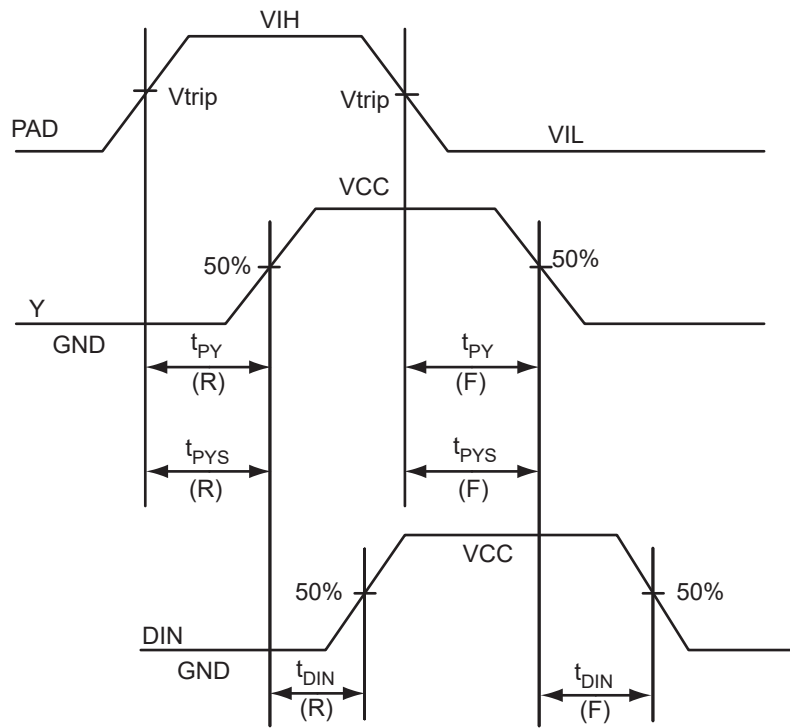 VIH
Vtrip
Vtrip
PAD
VIL
VCC
50%
50%
Y
GND
tPY
(R)
tPY
(F)
tPYS
(R)
tPYS
(F)
VCC
50%
50%
DIN
GND
tDIN
(R)
tDIN
(F)